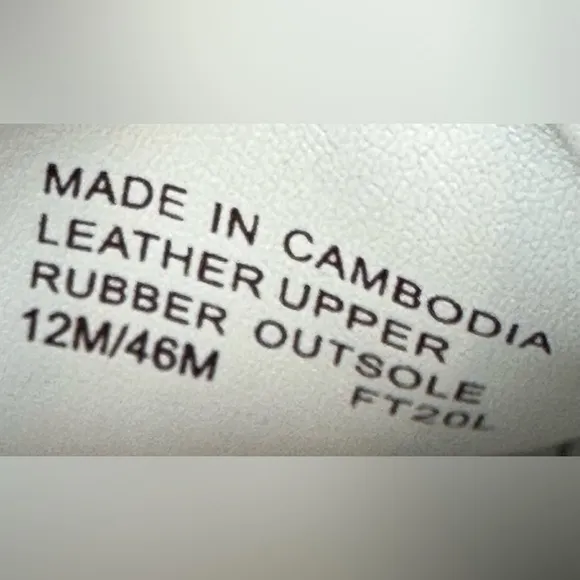 MADE IN CAMBODIA
LEATHER UPPER
RUBBER OUTSOLE
12M/46M
FT20L